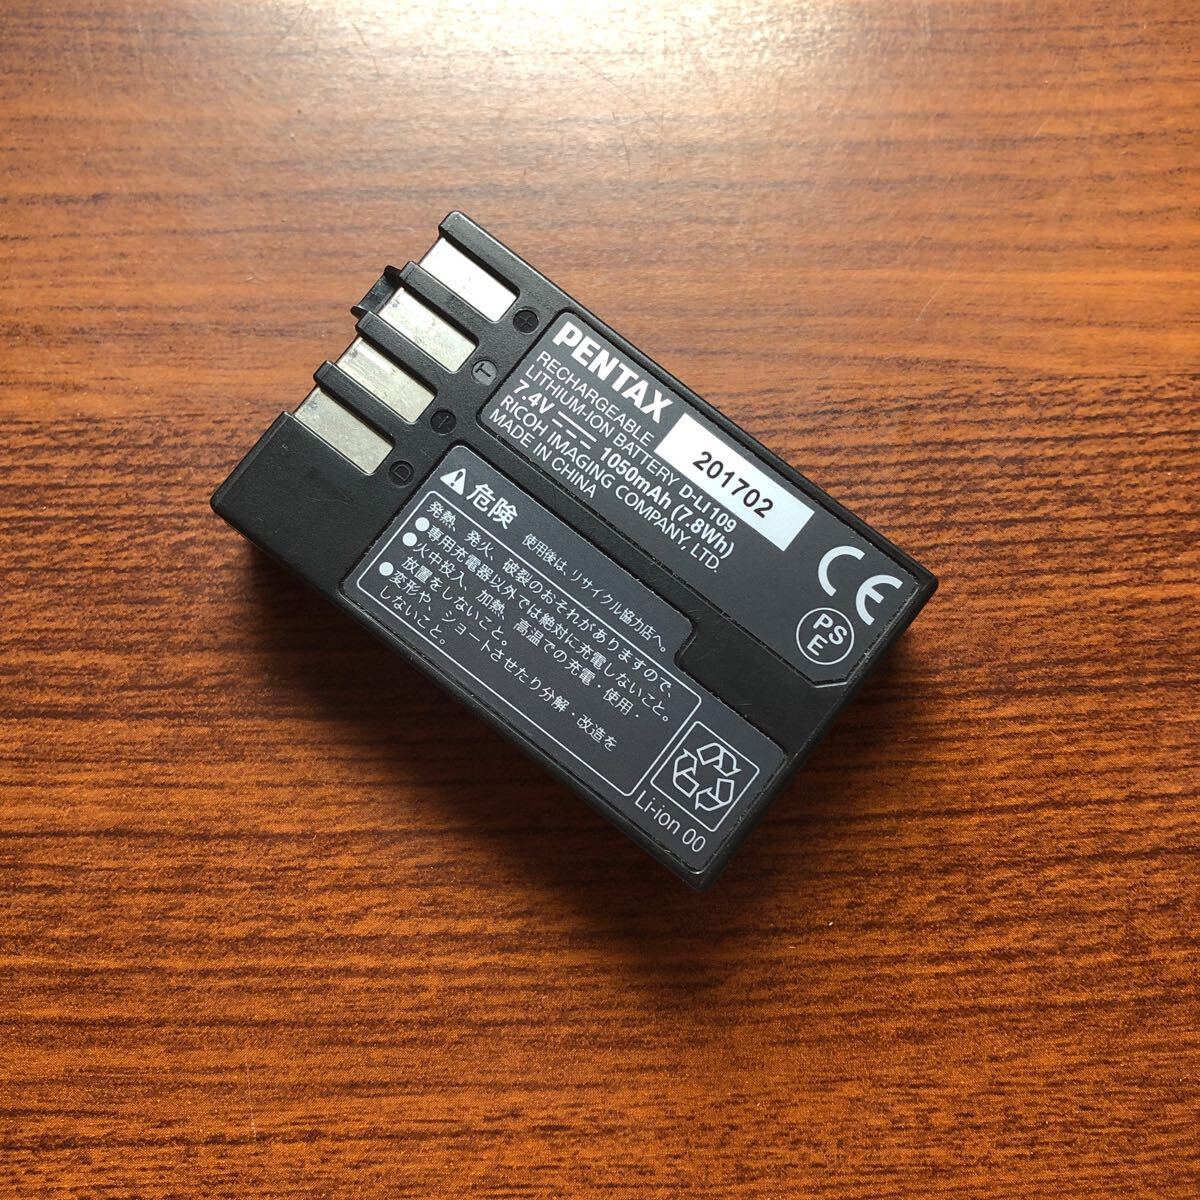 PENTAX
RECHARGEABLE
LITHIUM-ION BATTERY D-LI109
7.4V 1050mAh (7.8Wh)
RICOH IMAGING COMPANY, LTD.
MADE IN CHINA
201702
CE
PS
E
+
T
-
危険 使用後は、リサイクル協力店へ。
発熱、発火、破裂のおそれがありますので、
●専用充電器以外では絶対に充電しないこと。
●火中投入、加熱、高温での充電・使用・
放置をしないこと。
●変形や、ショートさせたり分解・改造を
しないこと。
Li-ion 00